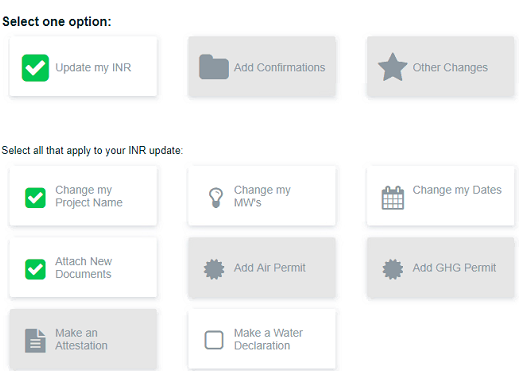 Select one option:
Update my INR
Add Confirmations
Other Changes
Select all that apply to your INR update:
Change my
Project Name
Change my
MW's
Change my Dates
Attach New
Documents
Add Air Permit
Add GHG Permit
Make an
Attestation
Make a Water
Declaration